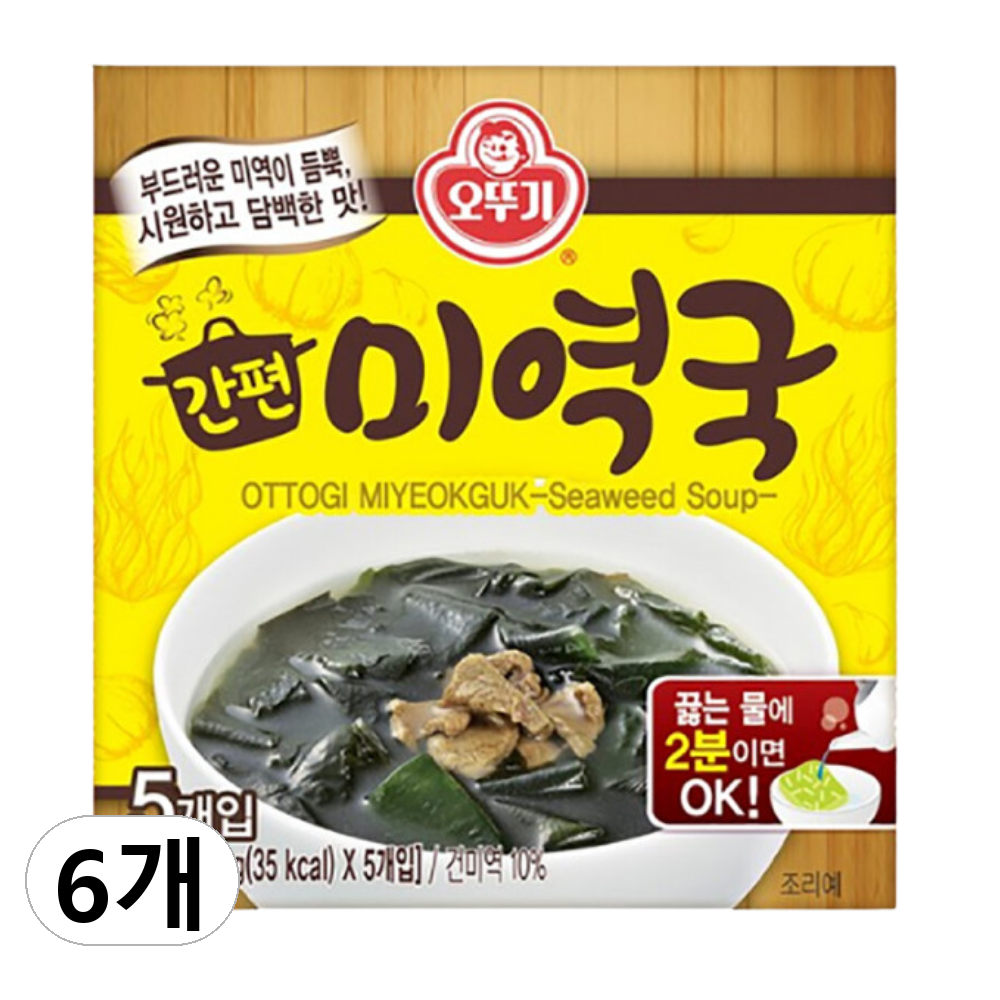 부드러운 미역이 듬뿍,
시원하고 담백한 맛!
오뚜기
®
간편 미역국
OTTOGI MIYEOKGUK-Seaweed Soup-
끓는 물에
2분이면
OK!
5개입
g(35 kcal) X 5개입] / 건미역 10%
조리예
6개